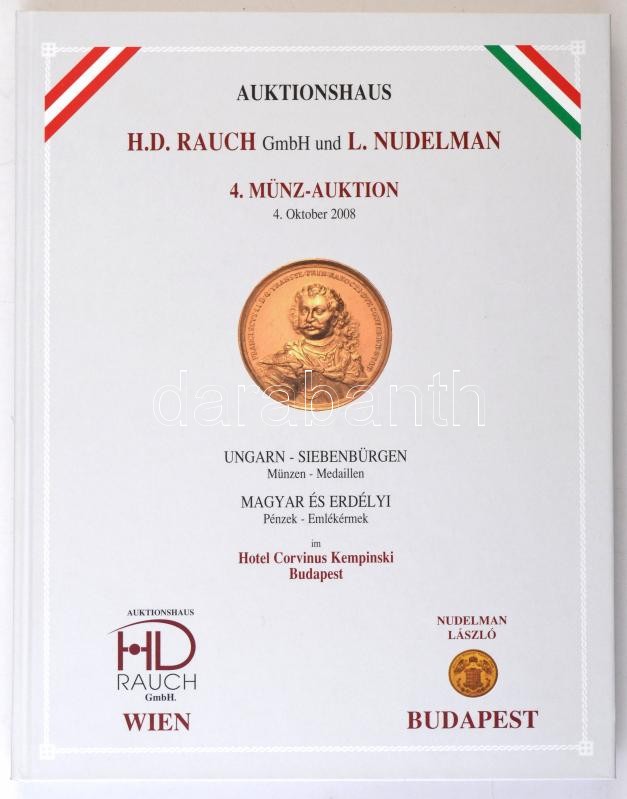 AUKTIONSHAUS
H.D. RAUCH GmbH und L. NUDELMAN
4. MÜNZ-AUKTION
4. Oktober 2008
darabanth
UNGARN - SIEBENBÜRGEN
Münzen - Medaillen
MAGYAR ÉS ERDÉLYI
Pénzek - Emlékérmek
im
Hotel Corvinus Kempinski
Budapest
AUKTIONSHAUS
HD
RAUCH
GmbH.
WIEN
NUDELMAN
LÁSZLÓ
BUDAPEST